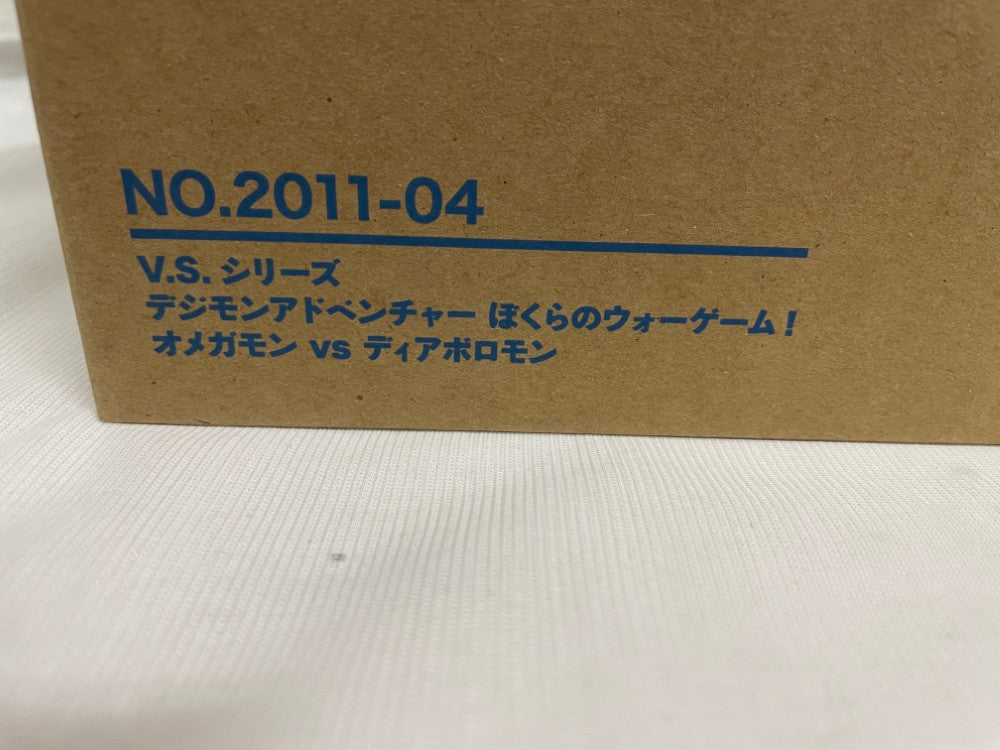 NO.2011-04
V.S. シリーズ
デジモンアドベンチャー ぼくらのウォーゲーム!
オメガモン vs ディアボロモン